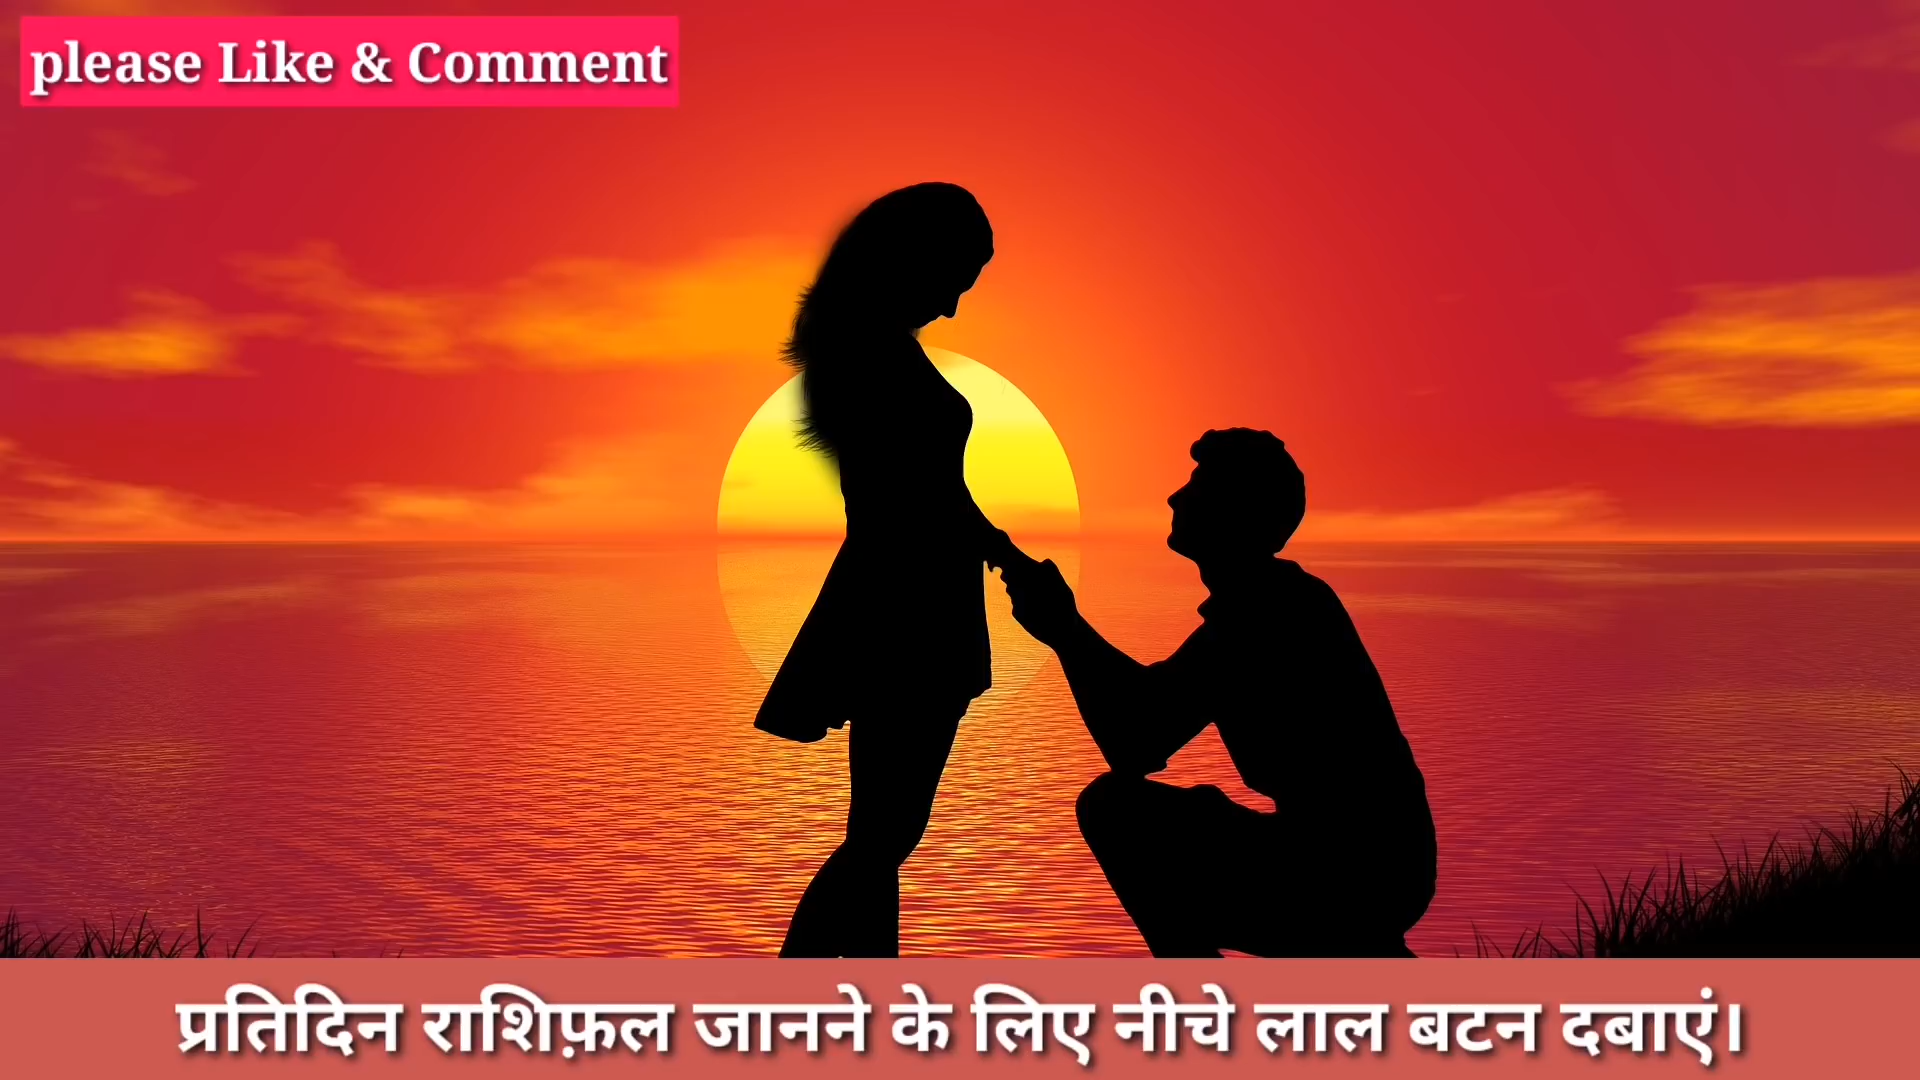 please Like & Comment
प्रतिदिन राशिफ़ल जानने के लिए नीचे लाल बटन दबाएं।